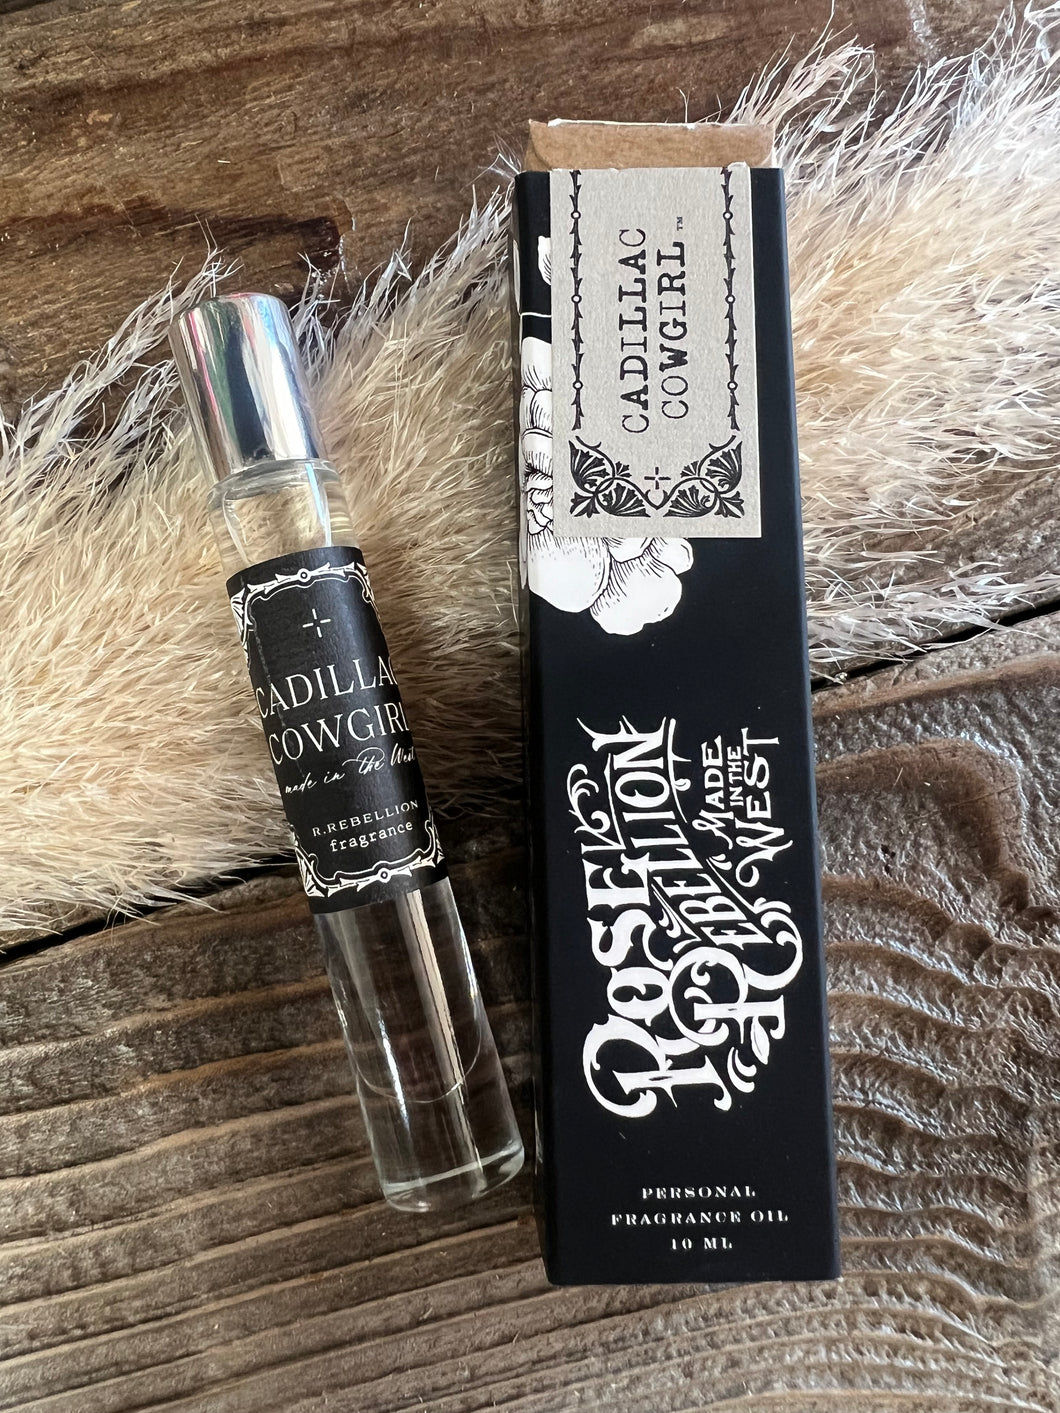 CADILLAC
COWGIRL
made in the West
R.REBELLION
fragrance
CADILLAC
COWGIRL™
ROSE
REBELLION
MADE
IN THE
WEST
PERSONAL
FRAGRANCE OIL
10 ML